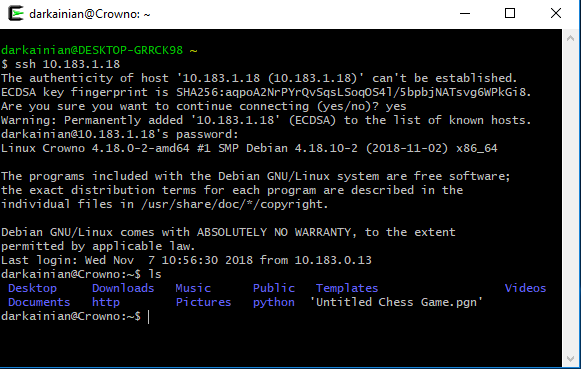 darkainian@Crowno: ~
darkainian@DESKTOP-GRRCK98 ~
$ ssh 10.183.1.18
The authenticity of host '10.183.1.18 (10.183.1.18)' can't be established.
ECDSA key fingerprint is SHA256:aqpoA2NrPYrQvSqsLSoqOS4l/5bpbjNATsvg6WPkGi8.
Are you sure you want to continue connecting (yes/no)? yes
Warning: Permanently added '10.183.1.18' (ECDSA) to the list of known hosts.
darkainian@10.183.1.18's password:
Linux Crowno 4.18.0-2-amd64 #1 SMP Debian 4.18.10-2 (2018-11-02) x86_64
The programs included with the Debian GNU/Linux system are free software;
the exact distribution terms for each program are described in the
individual files in /usr/share/doc/*/copyright.
Debian GNU/Linux comes with ABSOLUTELY NO WARRANTY, to the extent
permitted by applicable law.
Last login: Wed Nov  7 10:56:30 2018 from 10.183.0.13
darkainian@Crowno:~$ ls
Desktop Downloads Music Public Templates Videos
Documents http Pictures python 'Untitled Chess Game.pgn'
darkainian@Crowno:~$